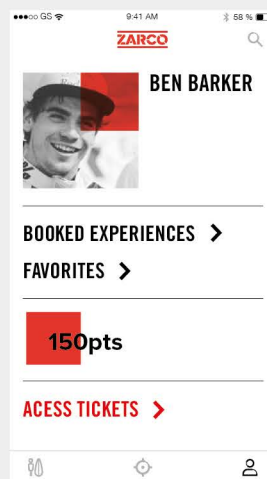 GS 9:41 AM 58 %
ZARCO
BEN BARKER
BOOKED EXPERIENCES
FAVORITES
150pts
ACESS TICKETS